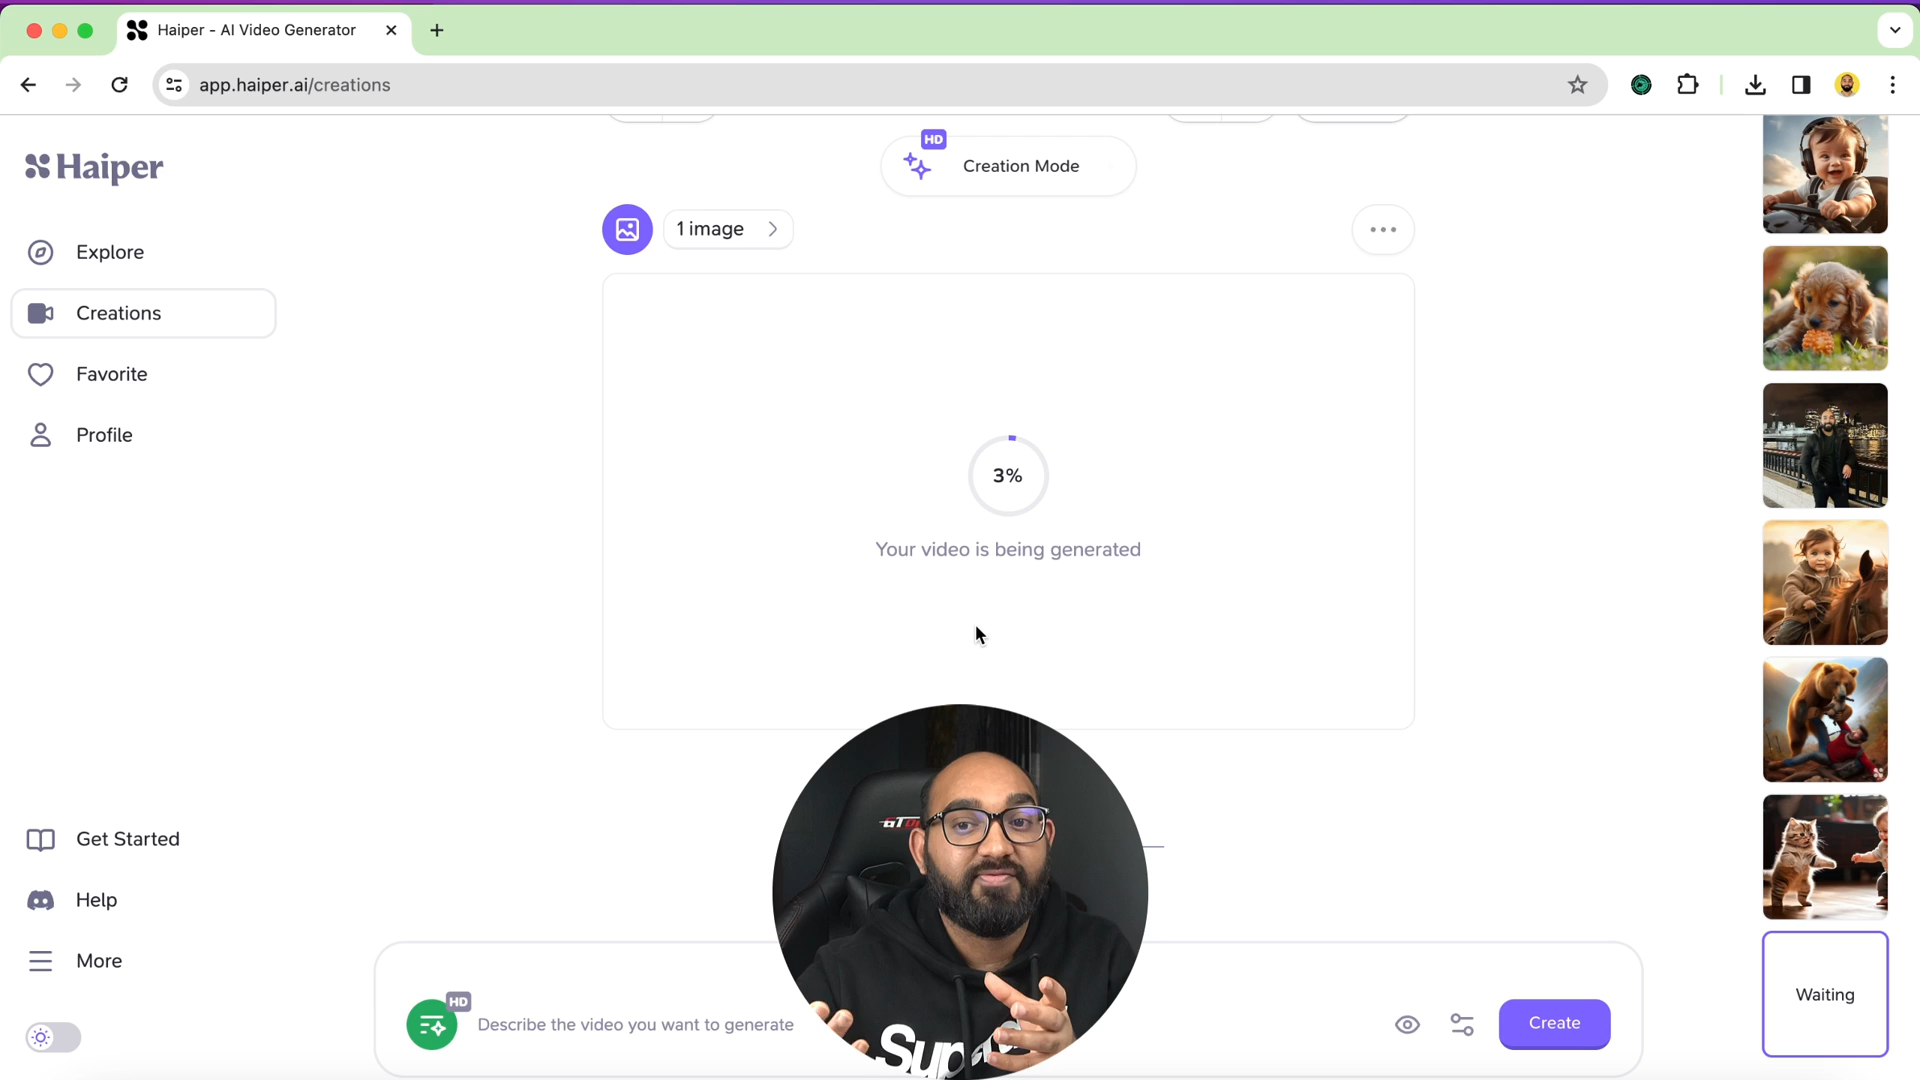 Haiper - AI Video Generator
app.haiper.ai/creations
HD
Haiper
Creation Mode
1 image
Explore
Creations
Favorite
Profile
3%
Your video is being generated
Get Started
Help
More
HD
Describe the video you want to generate
Create
Waiting